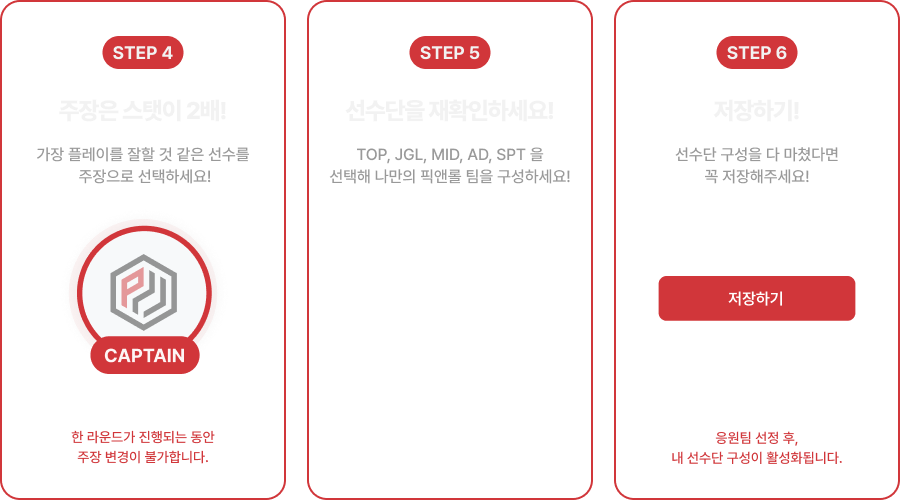 STEP 4
주장은 스탯이 2배!
가장 플레이를 잘할 것 같은 선수를
주장으로 선택하세요!
CAPTAIN
한 라운드가 진행되는 동안
주장 변경이 불가합니다.
STEP 5
선수단을 재확인하세요!
TOP, JGL, MID, AD, SPT 을
선택해 나만의 픽앤롤 팀을 구성하세요!
STEP 6
저장하기!
선수단 구성을 다 마쳤다면
꼭 저장해주세요!
저장하기
응원팀 선정 후,
내 선수단 구성이 활성화됩니다.